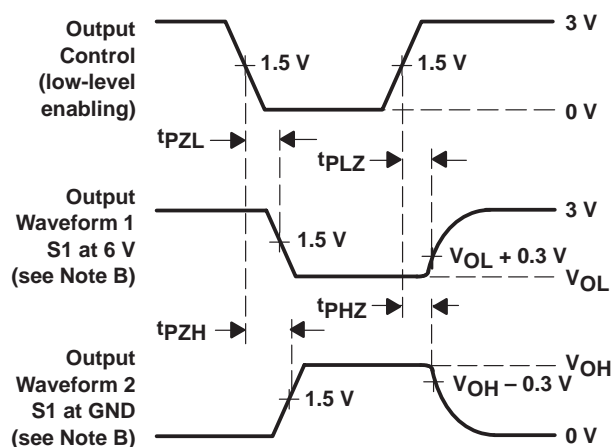 Output
Control
(low-level
enabling)
1.5 V
1.5 V
3 V
0 V
tPZL
tPLZ
Output
Waveform 1
S1 at 6 V
(see Note B)
1.5 V
3 V
VOL + 0.3 V
VOL
tPZH
tPHZ
Output
Waveform 2
S1 at GND
(see Note B)
1.5 V
VOH
VOH – 0.3 V
0 V